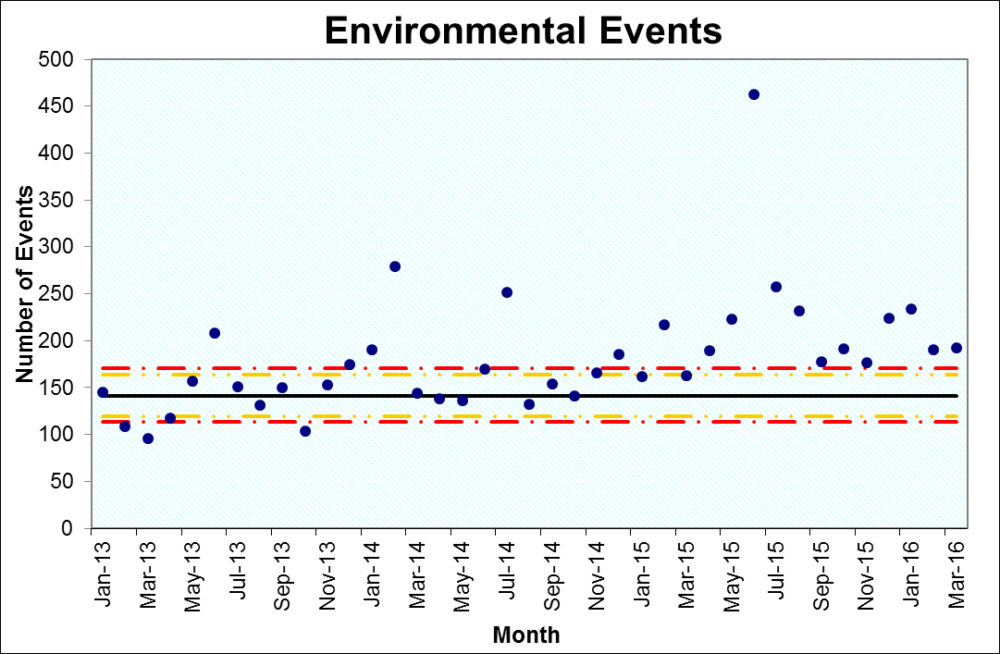 Environmental Events
500
450
400
350
300
250
200
150
100
50
0
Number of Events
Jan-13
Mar-13
May-13
Jul-13
Sep-13
Nov-13
Jan-14
Mar-14
May-14
Jul-14
Sep-14
Nov-14
Jan-15
Mar-15
May-15
Jul-15
Sep-15
Nov-15
Jan-16
Mar-16
Month